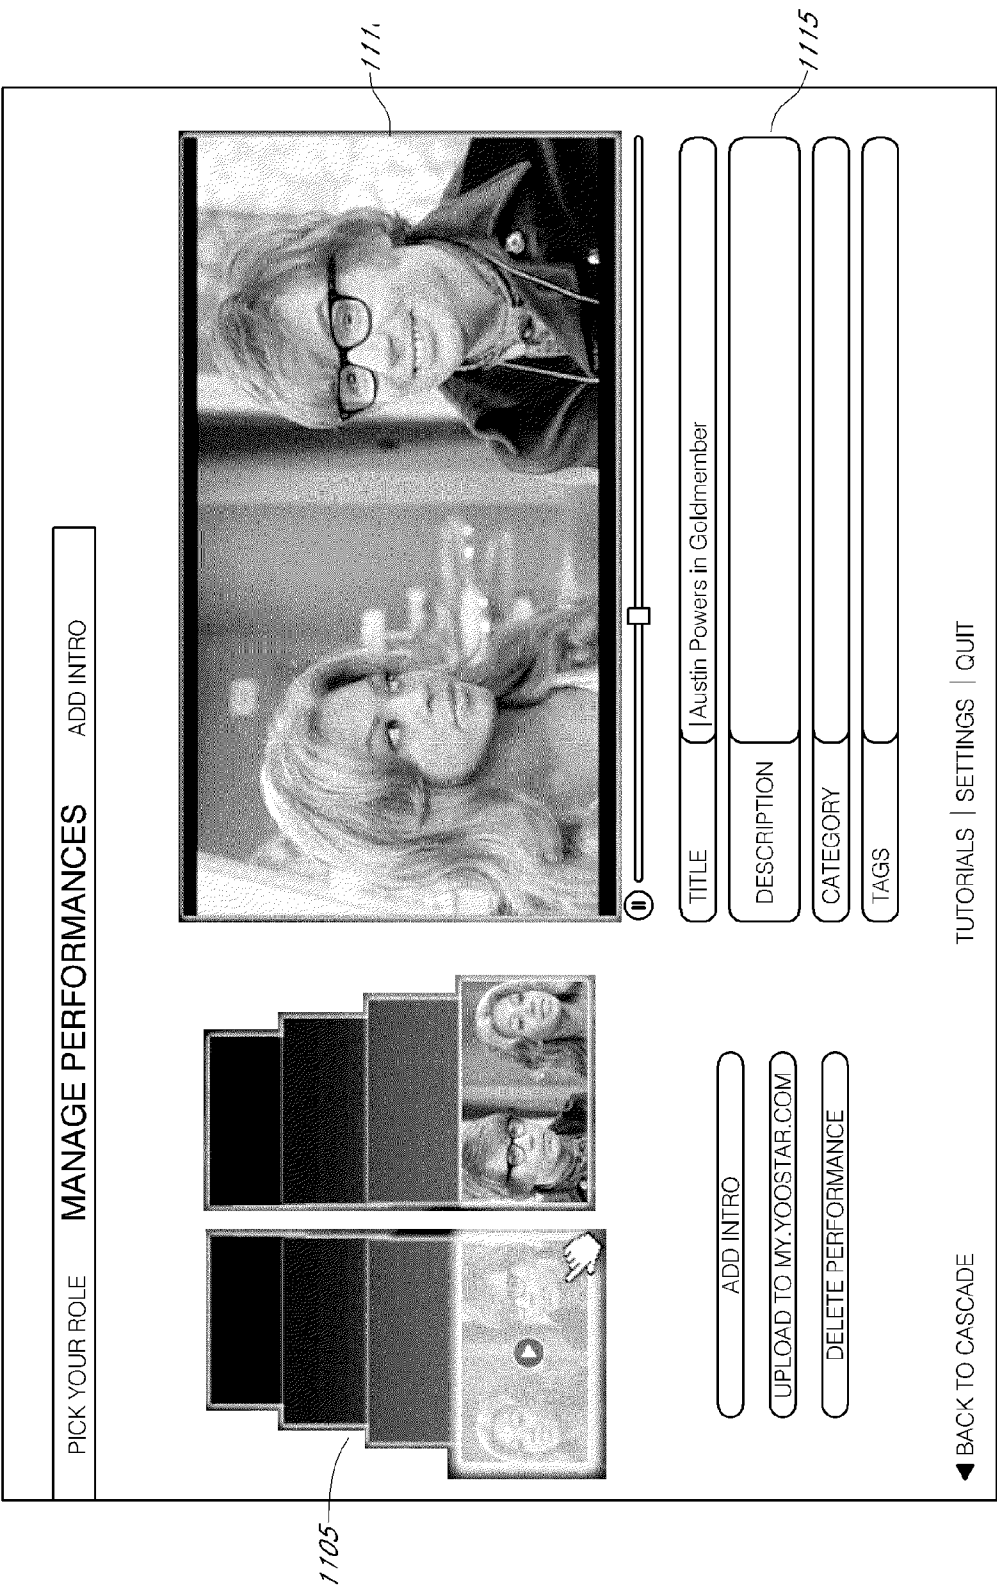 PICK YOUR ROLE MANAGE PERFORMANCES ADD INTRO
1105
1115
ADD INTRO
UPLOAD TO MY.YOOSTAR.COM
DELETE PERFORMANCE
TITLE |Austin Powers in Goldmember
DESCRIPTION
CATEGORY
TAGS
◀ BACK TO CASCADE
TUTORIALS | SETTINGS | QUIT